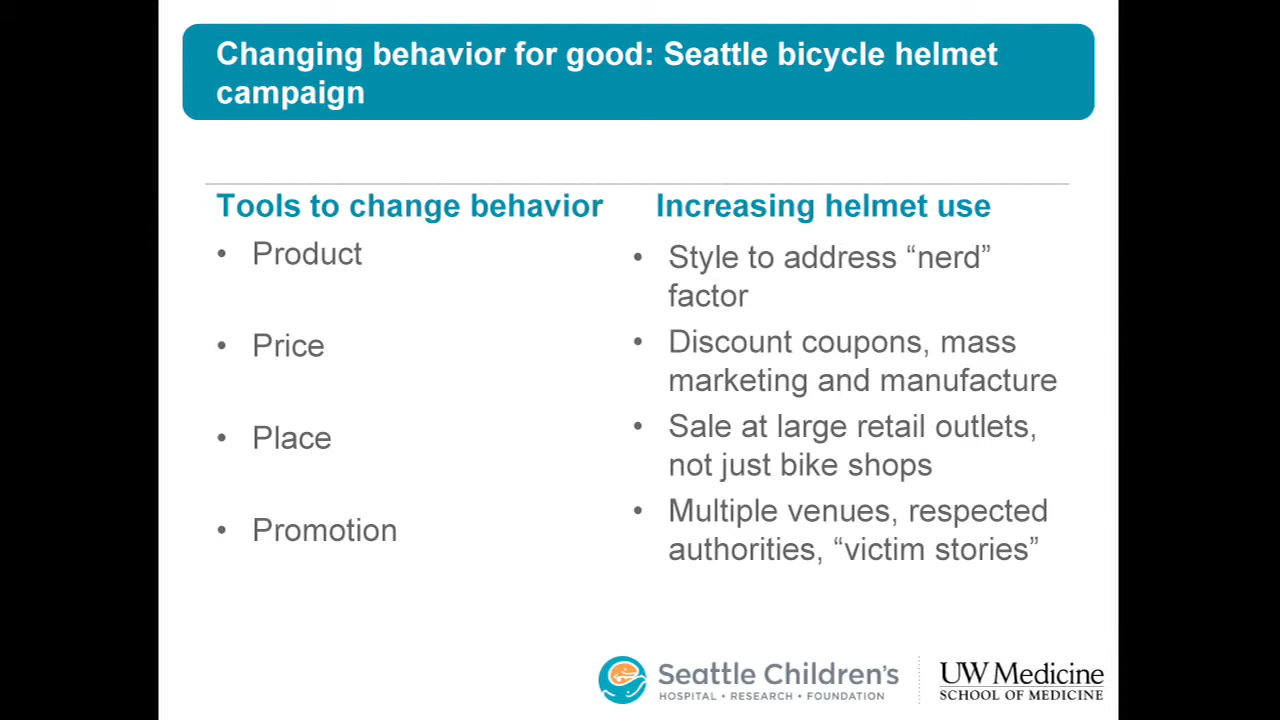 Changing behavior for good: Seattle bicycle helmet
campaign
Tools to change behavior
• Product
• Price
• Place
• Promotion
Increasing helmet use
• Style to address “nerd”
factor
• Discount coupons, mass
marketing and manufacture
• Sale at large retail outlets,
not just bike shops
• Multiple venues, respected
authorities, “victim stories”
Seattle Children's
HOSPITAL • RESEARCH • FOUNDATION
UW Medicine
SCHOOL OF MEDICINE